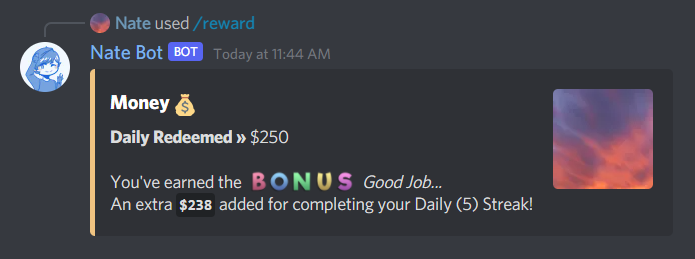 Nate used /reward
Nate Bot BOT Today at 11:44 AM
Money
Daily Redeemed » $250
You've earned the BONUS Good Job...
An extra $238 added for completing your Daily (5) Streak!